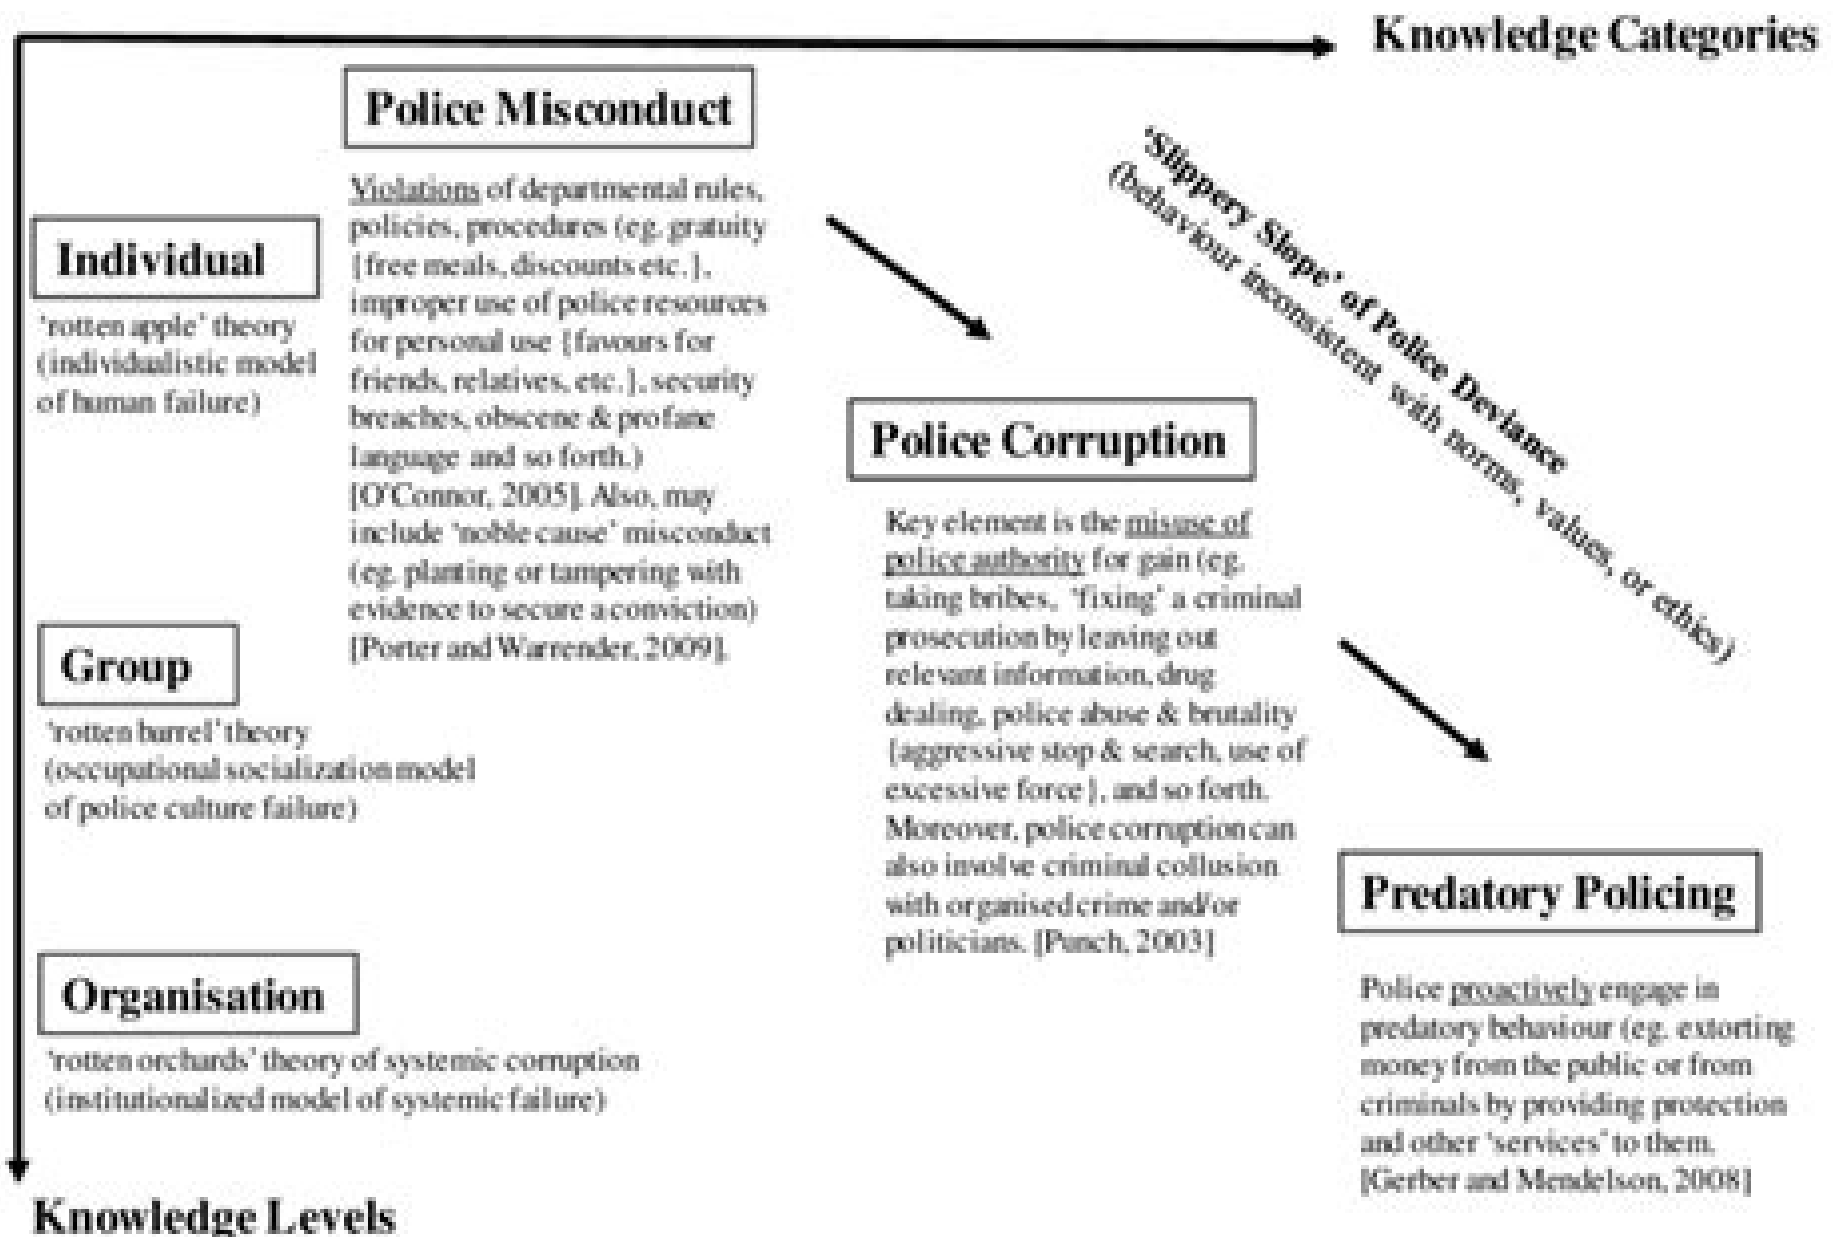 Knowledge Categories
Police Misconduct
Violations of departmental rules,
policies, procedures (eg. gratuity
{free meals, discounts etc.},
improper use of police resources
for personal use {favours for
friends, relatives, etc.}, security
breaches, obscene & profane
language and so forth.)
[O'Connor, 2005]. Also, may
include 'noble cause' misconduct
(eg. planting or tampering with
evidence to secure a conviction)
[Porter and Warrender, 2009].
'Slippery Slope' of Police Deviance
(behaviour inconsistent with norms, values, or ethics)
Individual
'rotten apple' theory
(individualistic model
of human failure)
Police Corruption
Key element is the misuse of
police authority for gain (eg.
taking bribes, 'fixing' a criminal
prosecution by leaving out
relevant information, drug
dealing, police abuse & brutality
{aggressive stop & search, use of
excessive force}, and so forth.
Moreover, police corruption can
also involve criminal collusion
with organised crime and/or
politicians. [Punch, 2003]
Group
'rotten barrel' theory
(occupational socialization model
of police culture failure)
Predatory Policing
Police proactively engage in
predatory behaviour (eg. extorting
money from the public or from
criminals by providing protection
and other 'services' to them.
[Gerber and Mendelson, 2008]
Organisation
'rotten orchards' theory of systemic corruption
(institutionalized model of systemic failure)
Knowledge Levels